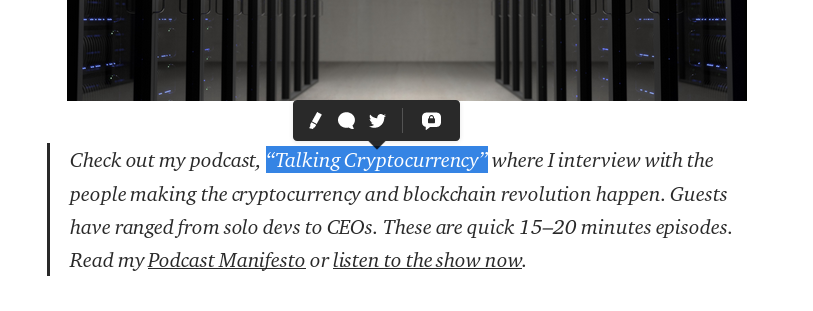 Check out my podcast, “Talking Cryptocurrency” where I interview with the
people making the cryptocurrency and blockchain revolution happen. Guests
have ranged from solo devs to CEOs. These are quick 15–20 minutes episodes.
Read my Podcast Manifesto or listen to the show now.